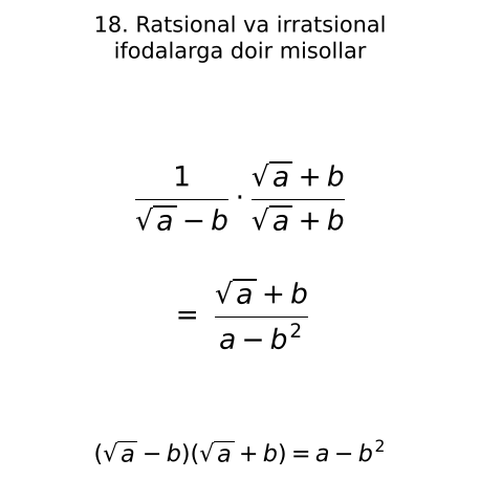 18. Ratsional va irratsional
ifodalarga doir misollar
1/(√a − b) · (√a + b)/(√a + b)
= (√a + b)/(a − b²)
(√a − b)(√a + b) = a − b²